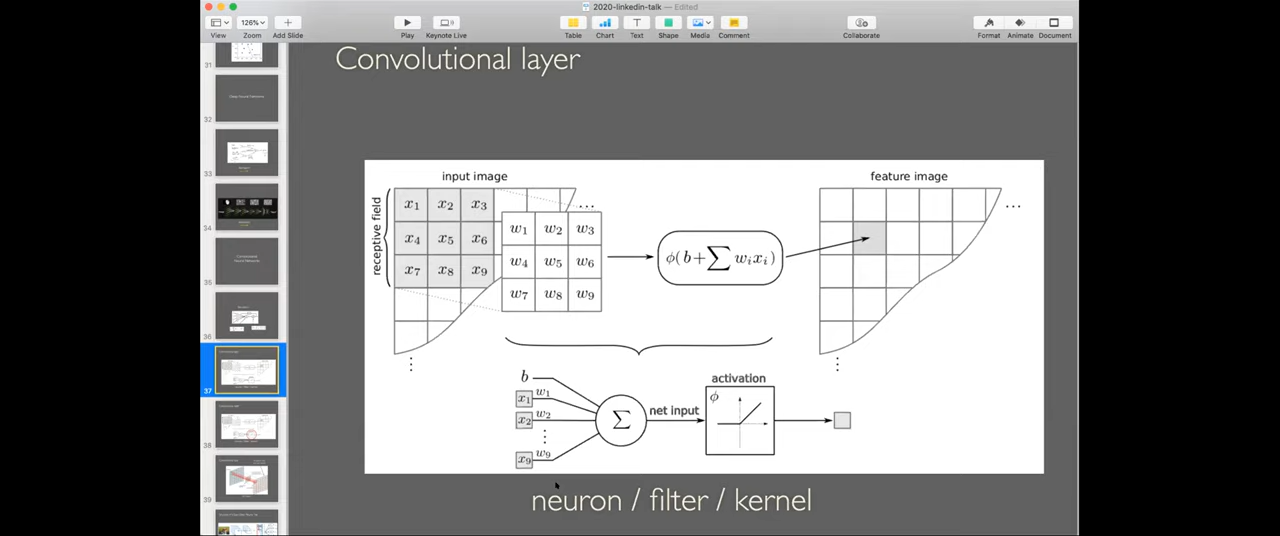 2020-linkedin-talk — Edited
126%
View
Zoom
Add Slide
Play
Keynote Live
Table
Chart
Text
Shape
Media
Comment
Collaborate
Format
Animate
Document
31
32
33
34
35
36
37
38
39
Convolutional layer
input image
feature image
receptive field
x₁ x₂ x₃
x₄ x₅ x₆
x₇ x₈ x₉
...
w₁ w₂ w₃
w₄ w₅ w₆
w₇ w₈ w₉
ϕ(b+∑ wᵢxᵢ)
...
⋮
⋮
b
x₁ w₁
x₂ w₂
⋮
x₉ w₉
∑
net input
activation
ϕ
neuron / filter / kernel